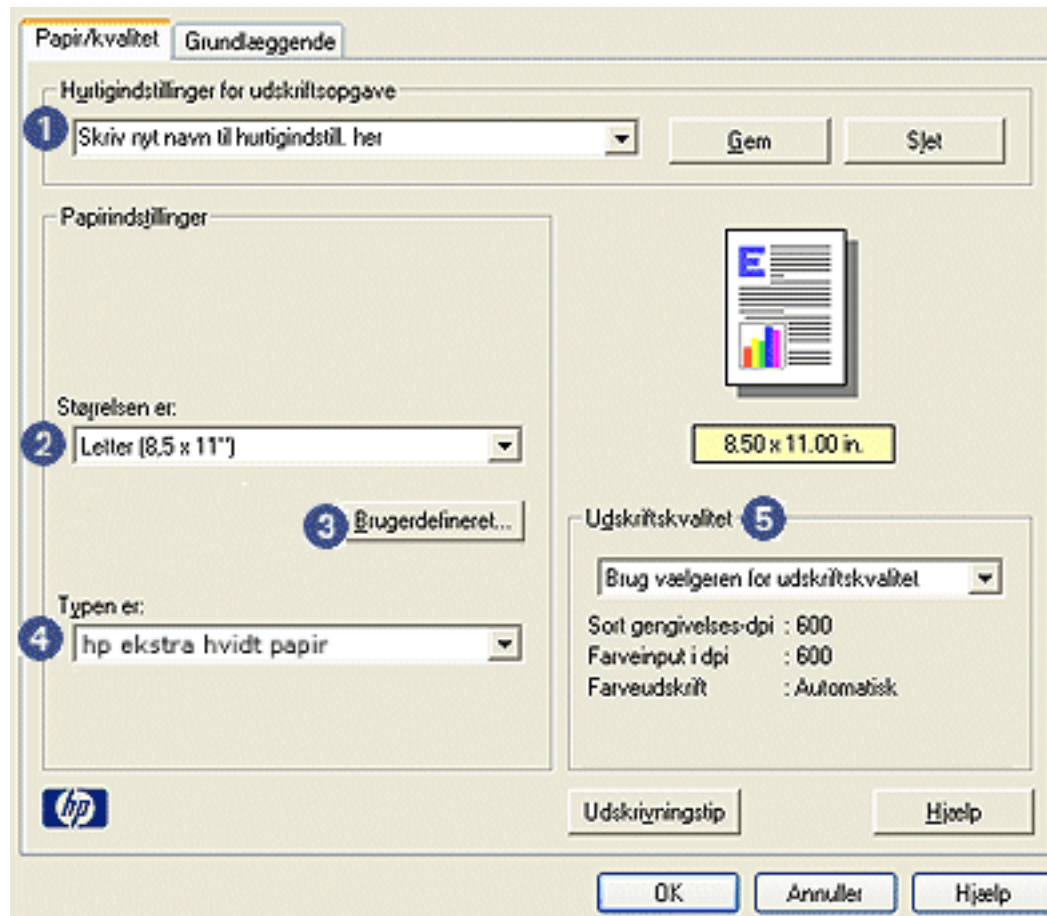 Papir/kvalitet Grundlæggende
Hurtigindstillinger for udskriftsopgave
1 Skriv nyt navn til hurtigindstill. her Gem Slet
Papirindstillinger
E
Størrelsen er:
2 Letter (8,5 x 11") 8.50 x 11.00 in.
3 Brugerdefineret... Udskriftskvalitet 5
Brug vælgeren for udskriftskvalitet
Typen er:
4 hp ekstra hvidt papir
Sort gengivelses-dpi : 600
Farveinput i dpi : 600
Farveudskrift : Automatisk
hp Udskrivningstip Hjælp
OK Annuller Hjælp